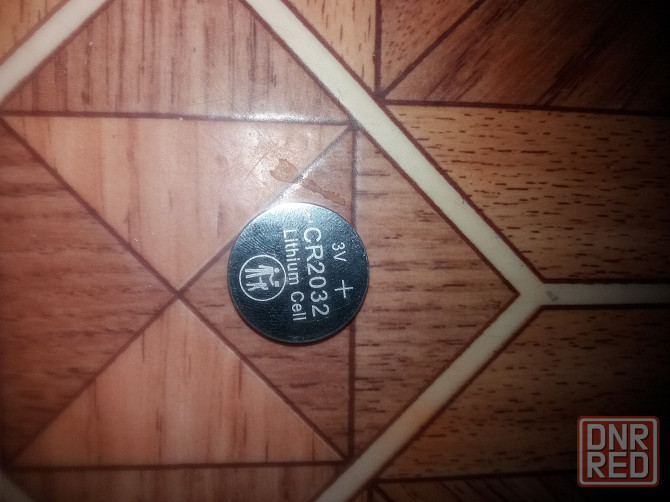 3V
+
CR2032
Lithium Cell
DNR
RED